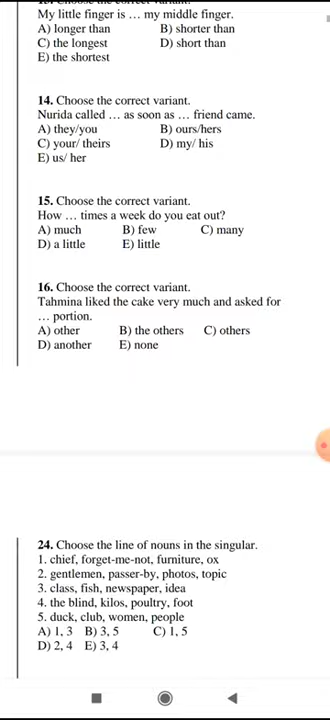 13. Choose the correct variant.
My little finger is … my middle finger.
A) longer than B) shorter than
C) the longest D) short than
E) the shortest
14. Choose the correct variant.
Nurida called … as soon as … friend came.
A) they/you B) ours/hers
C) your/ theirs D) my/ his
E) us/ her
15. Choose the correct variant.
How … times a week do you eat out?
A) much B) few C) many
D) a little E) little
16. Choose the correct variant.
Tahmina liked the cake very much and asked for
… portion.
A) other B) the others C) others
D) another E) none
24. Choose the line of nouns in the singular.
1. chief, forget-me-not, furniture, ox
2. gentlemen, passer-by, photos, topic
3. class, fish, newspaper, idea
4. the blind, kilos, poultry, foot
5. duck, club, women, people
A) 1, 3 B) 3, 5 C) 1, 5
D) 2, 4 E) 3, 4